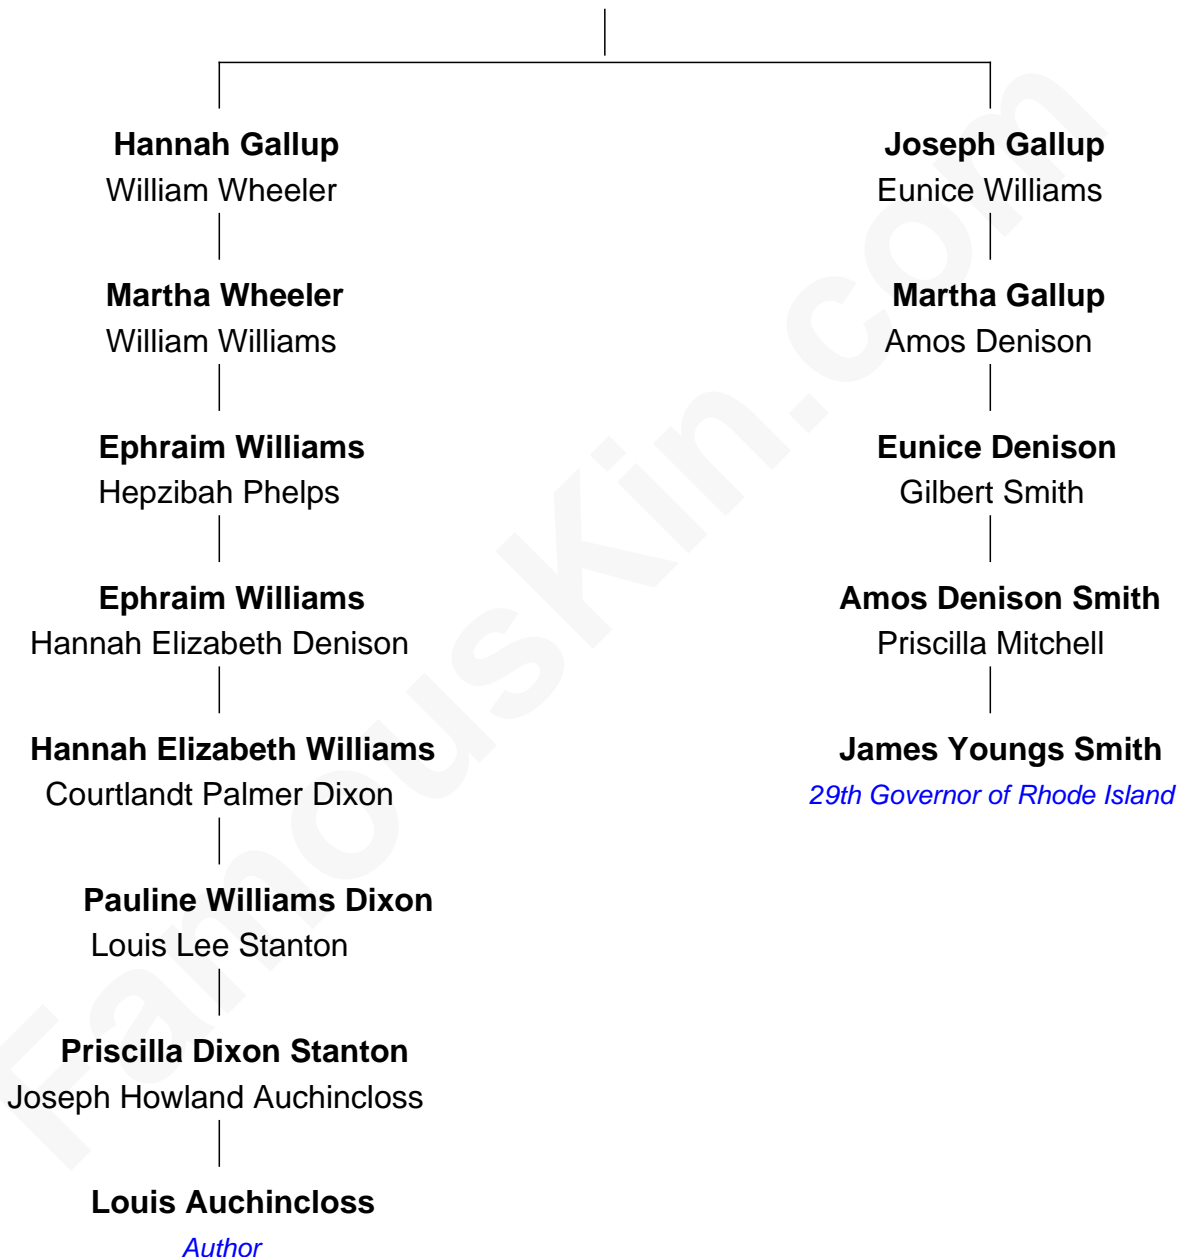 Hannah Gallup
William Wheeler
Martha Wheeler
William Williams
Ephraim Williams
Hepzibah Phelps
Ephraim Williams
Hannah Elizabeth Denison
Hannah Elizabeth Williams
Courtlandt Palmer Dixon
Pauline Williams Dixon
Louis Lee Stanton
Priscilla Dixon Stanton
Joseph Howland Auchincloss
Louis Auchincloss
Author
Joseph Gallup
Eunice Williams
Martha Gallup
Amos Denison
Eunice Denison
Gilbert Smith
Amos Denison Smith
Priscilla Mitchell
James Youngs Smith
29th Governor of Rhode Island
FamousKin.com